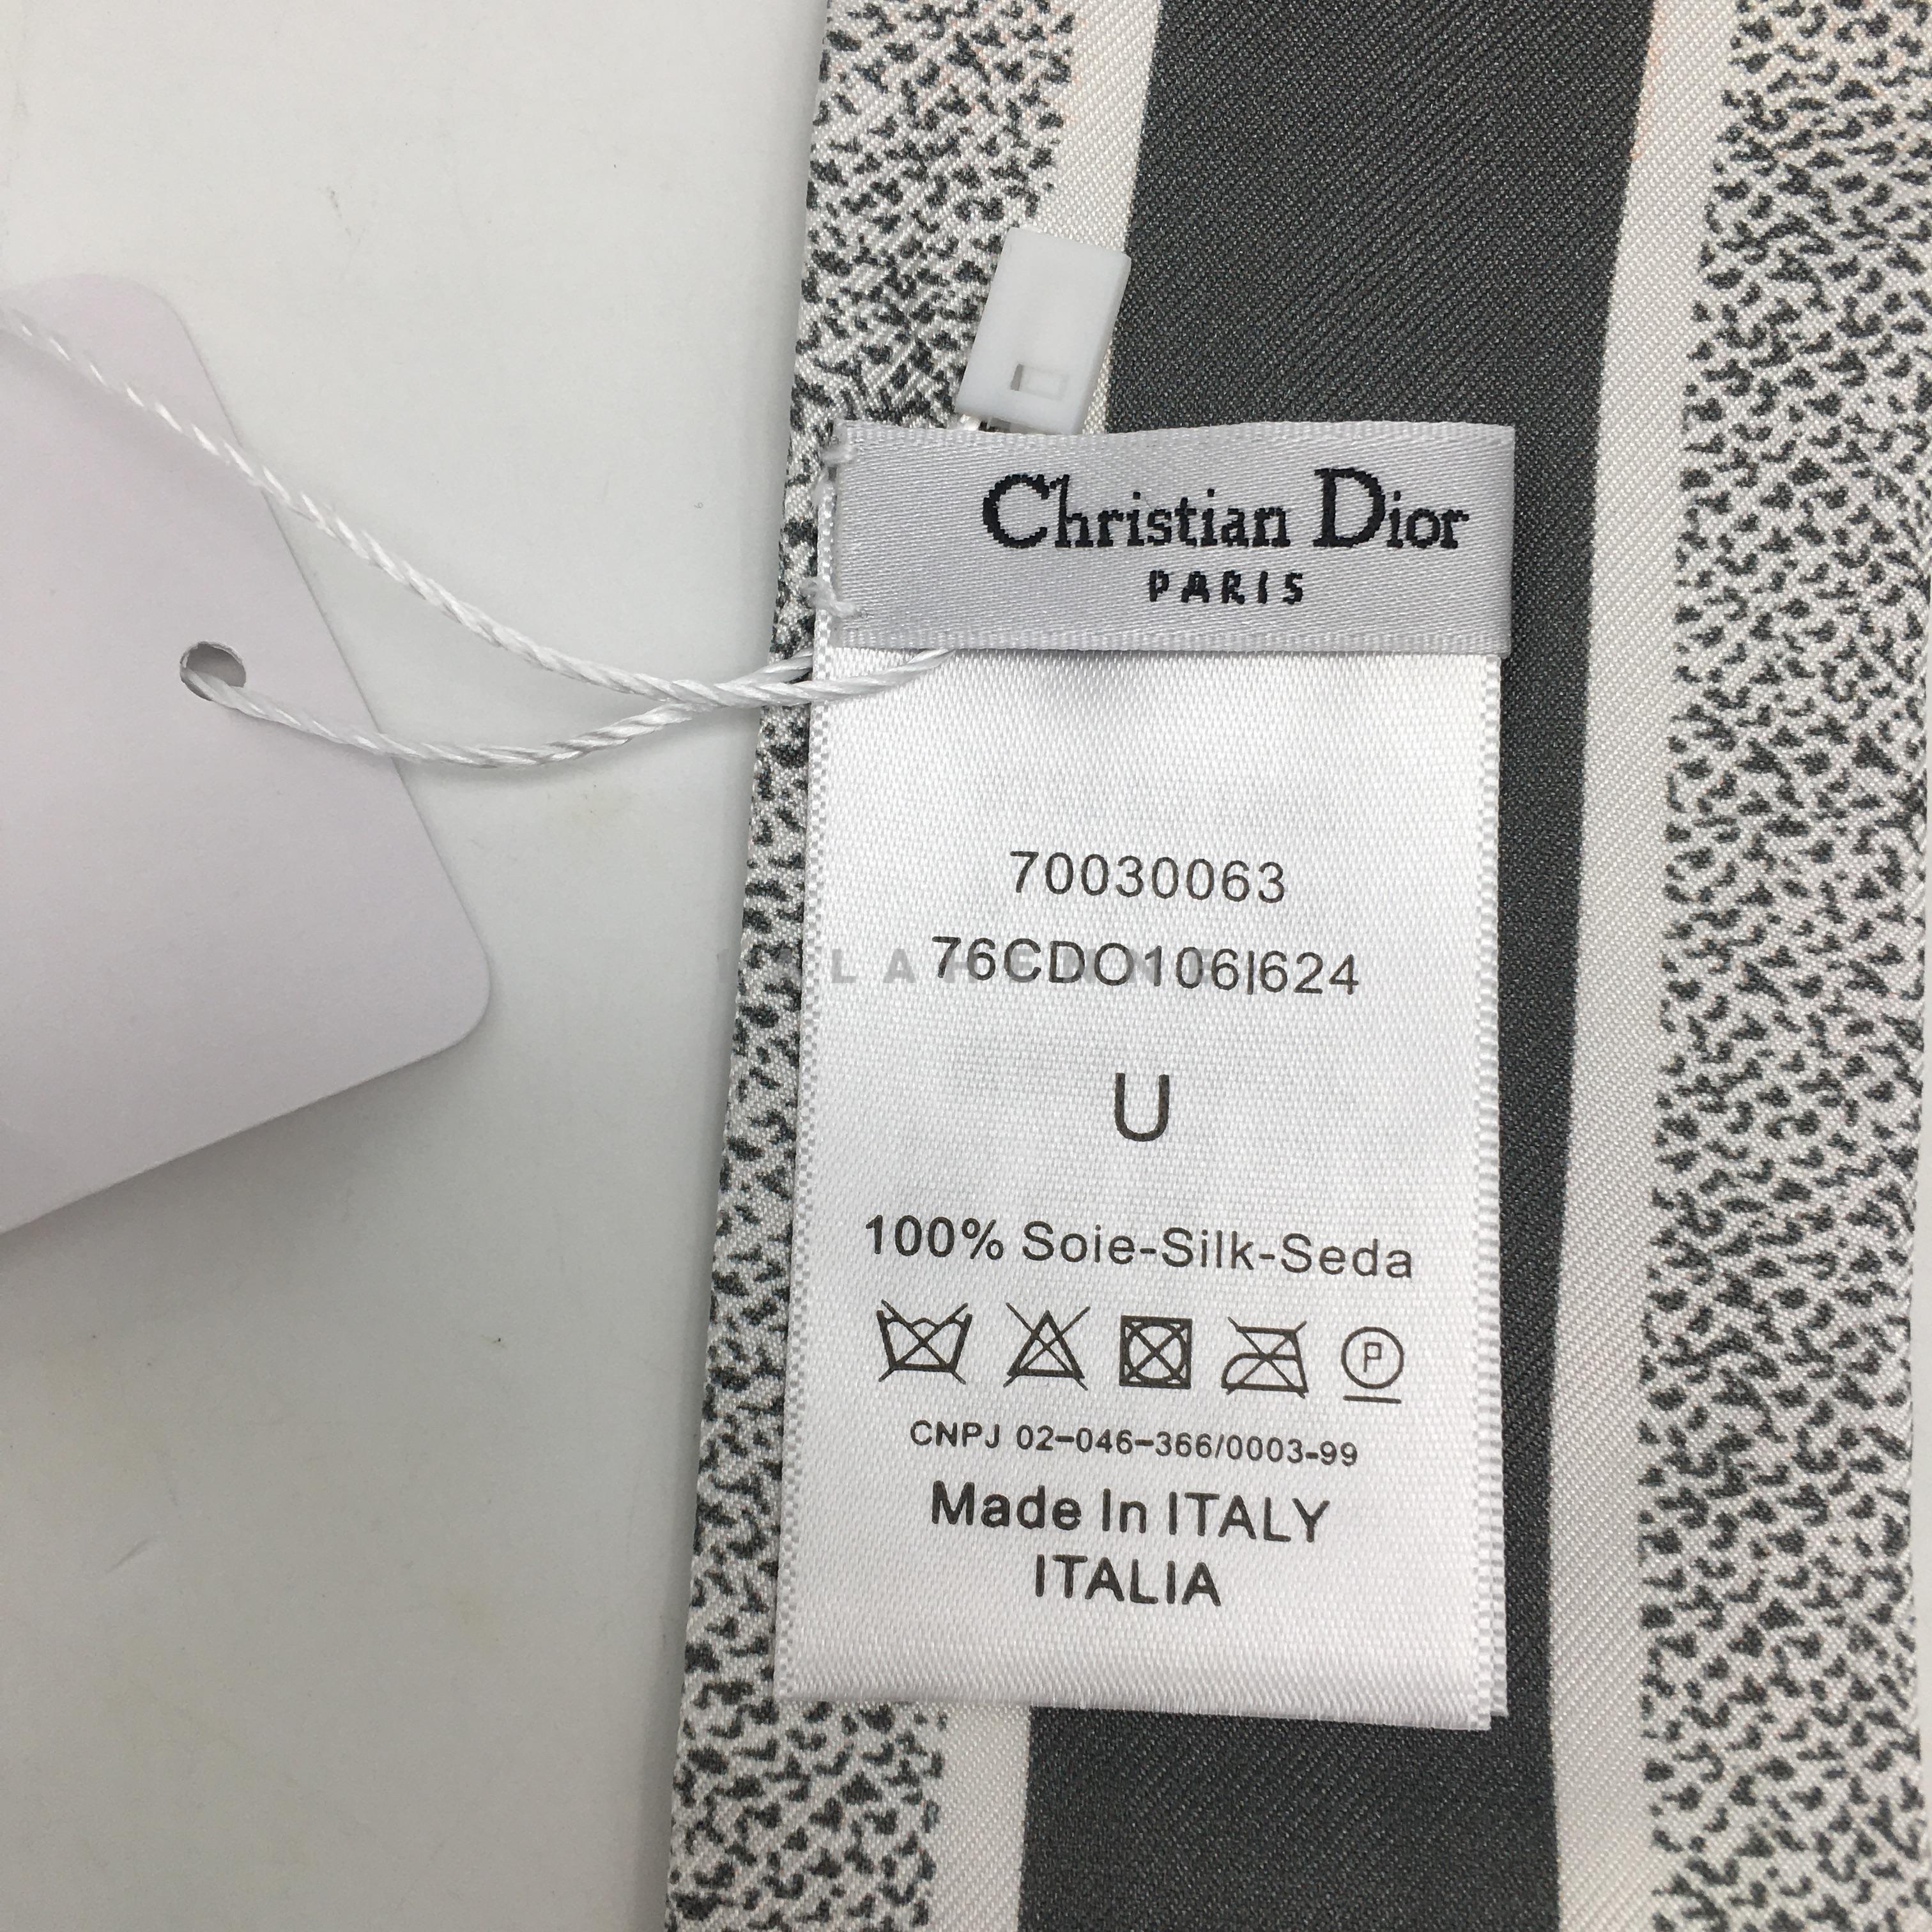 Christian Dior
PARIS
70030063
76CDO106I624
U
100% Soie-Silk-Seda
P
CNPJ 02-046-366/0003-99
Made In ITALY
ITALIA